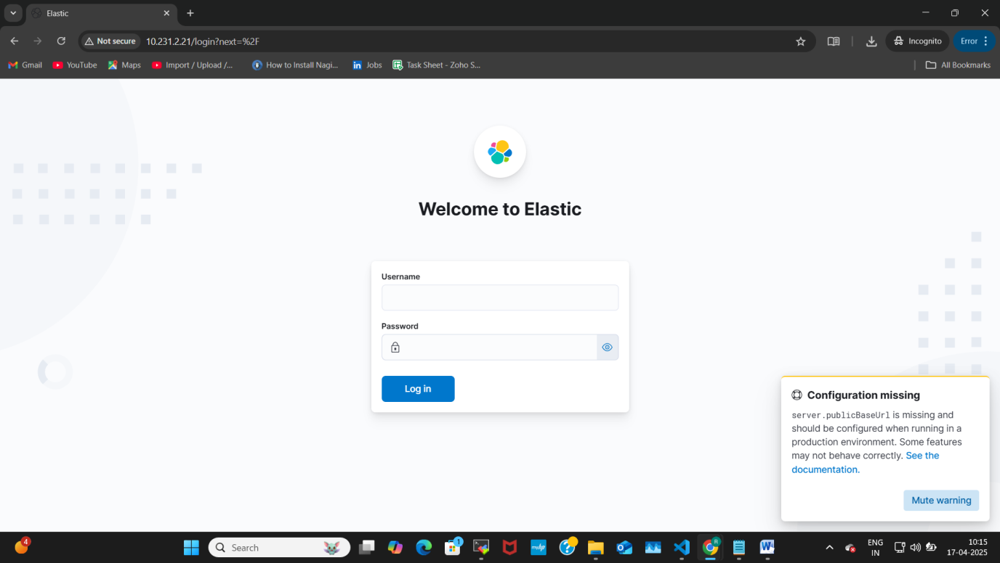 Elastic
Not secure
10.231.2.21/login?next=%2F
Incognito
Error
Gmail
YouTube
Maps
Import / Upload /...
How to Install Nagi...
Jobs
Task Sheet - Zoho S...
All Bookmarks
Welcome to Elastic
Username
Password
Log in
Configuration missing
server.publicBaseUrl is missing and
should be configured when running in a
production environment. Some features
may not behave correctly. See the
documentation.
Mute warning
4
Search
1
ENG
IN
10:15
17-04-2025